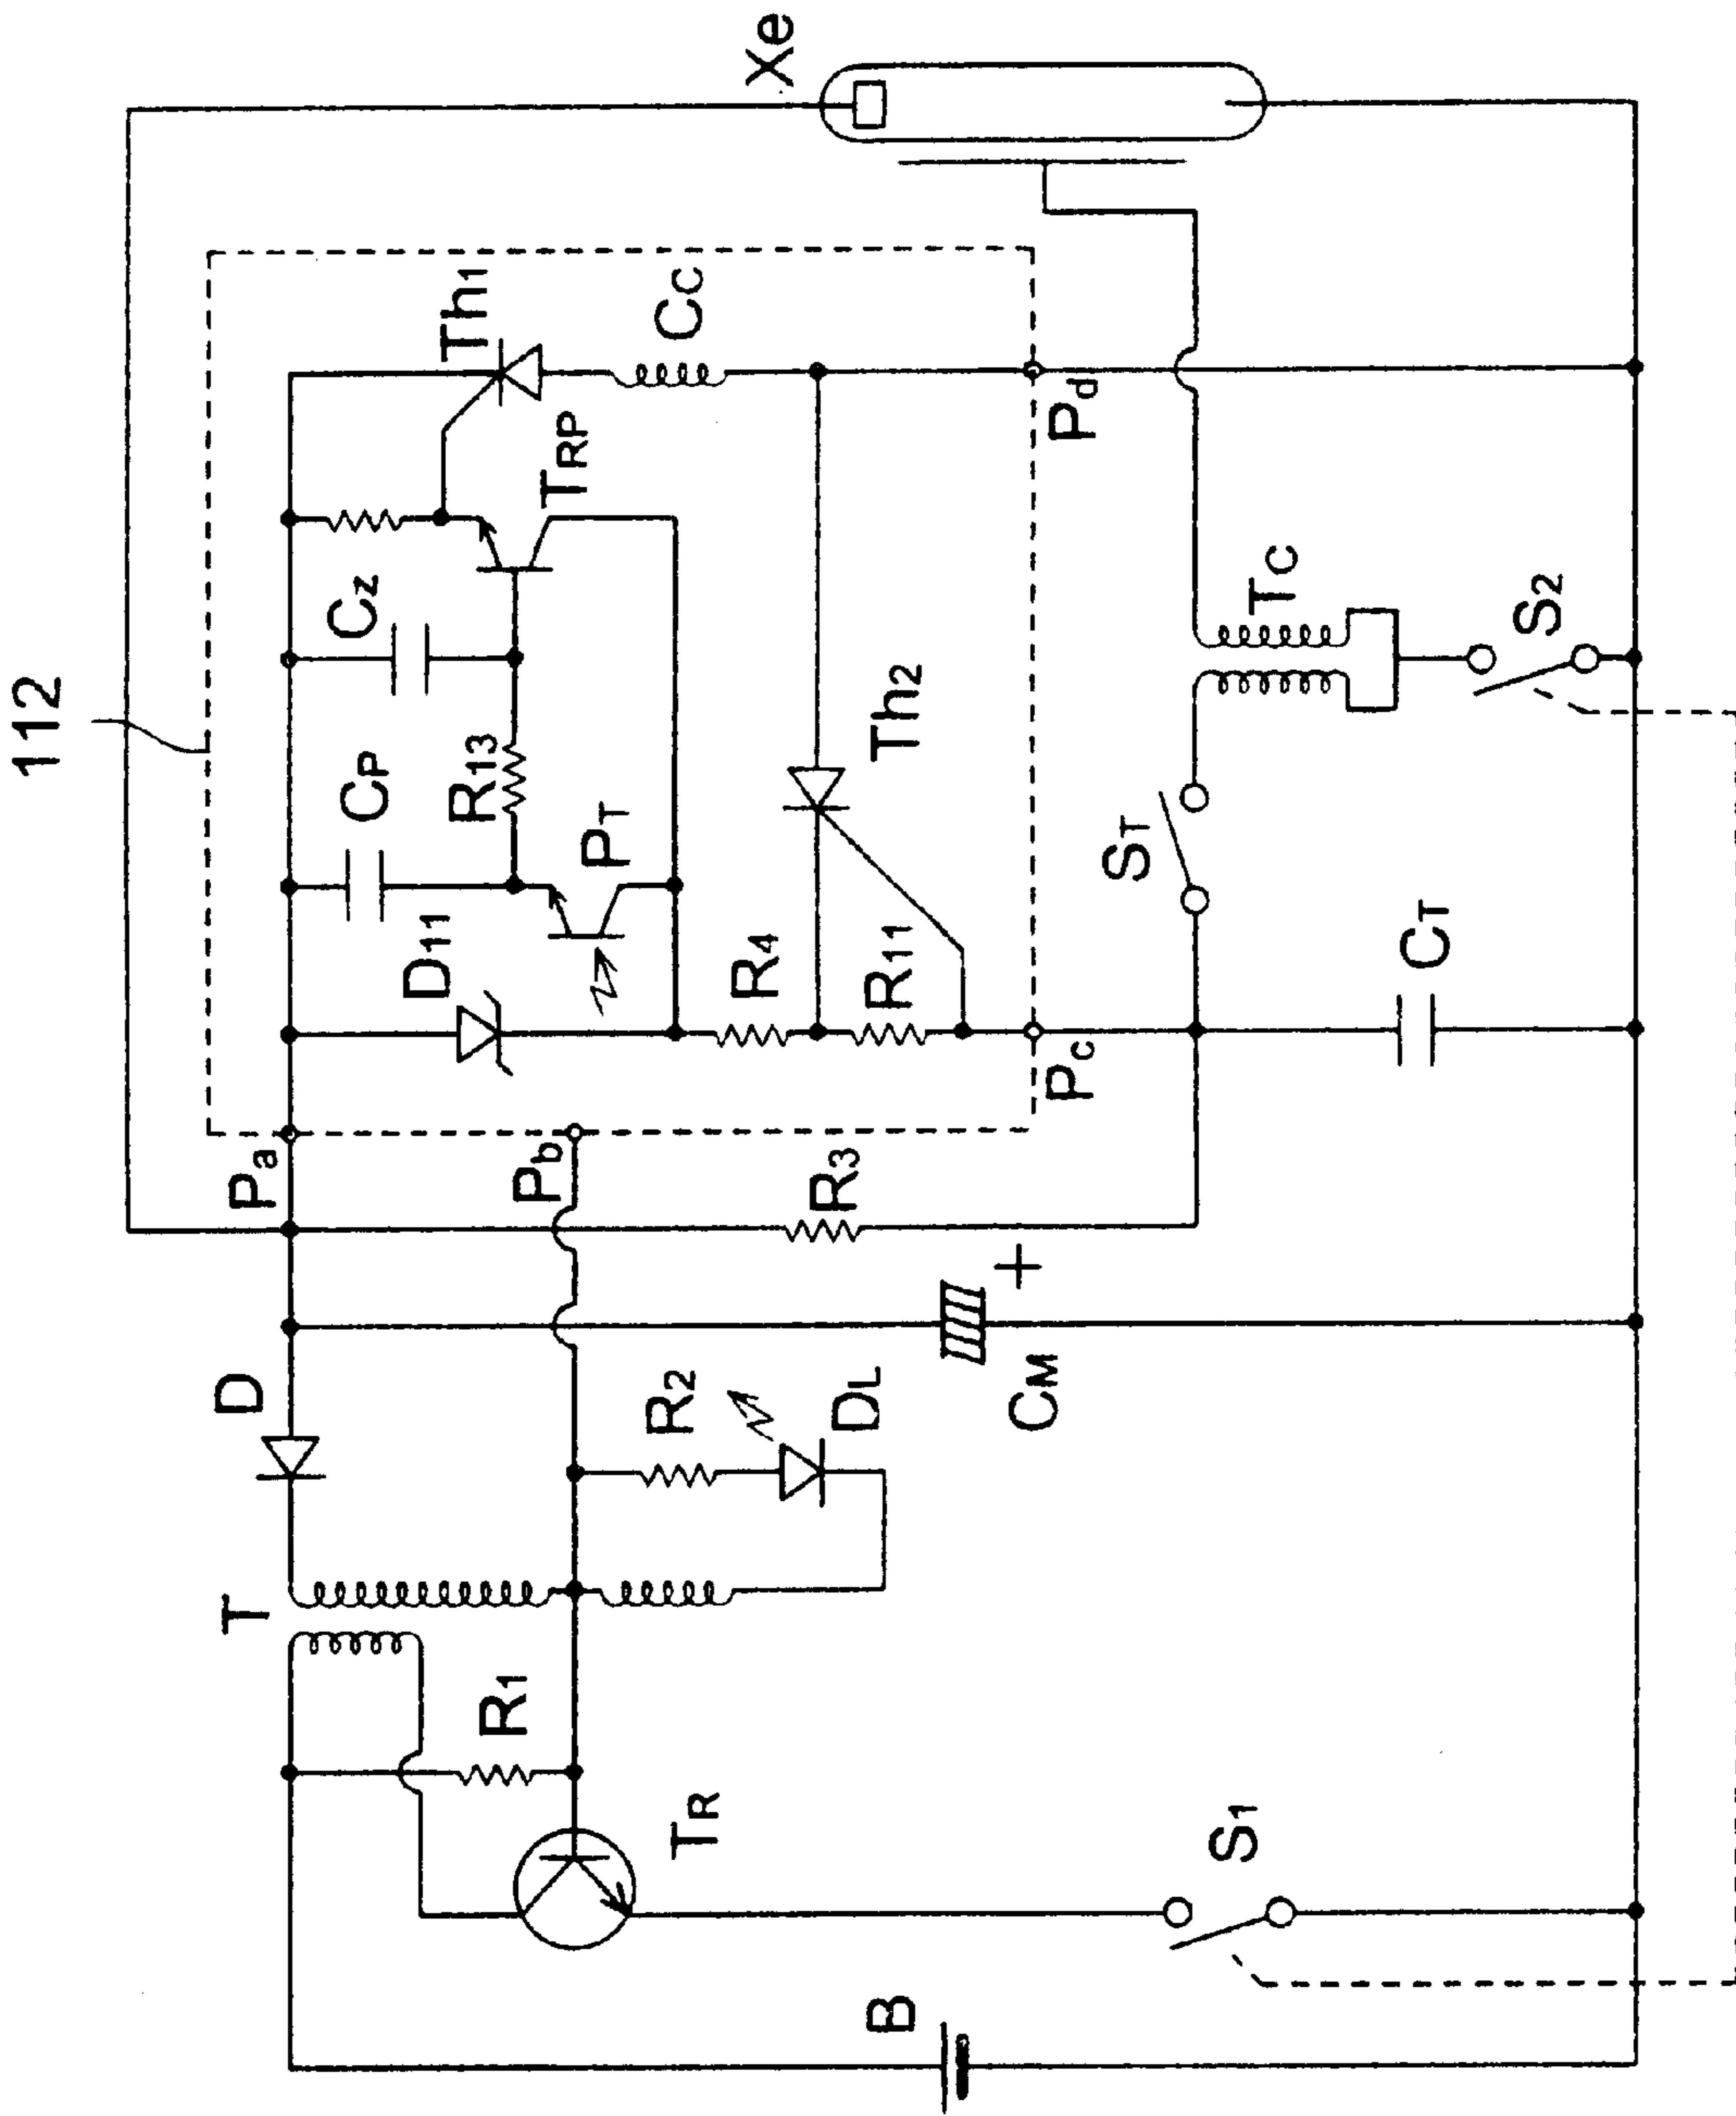 112
Xe
Th1
CC
TRP
CZ
CP
R13
PT
D11
Th2
R4
R11
Pa
Pb
Pc
Pd
D
T
R1
R2
DL
R3
CM
+
TR
S1
B
ST
CT
TC
S2